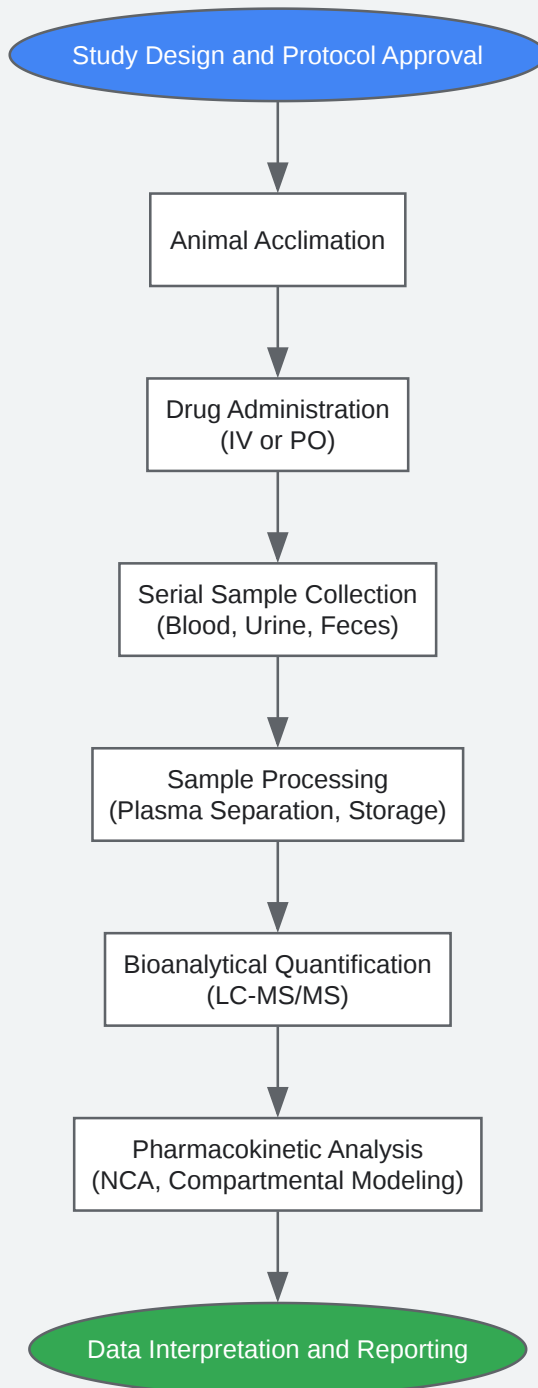 Study Design and Protocol Approval
Animal Acclimation
Drug Administration
(IV or PO)
Serial Sample Collection
(Blood, Urine, Feces)
Sample Processing
(Plasma Separation, Storage)
Bioanalytical Quantification
(LC-MS/MS)
Pharmacokinetic Analysis
(NCA, Compartmental Modeling)
Data Interpretation and Reporting